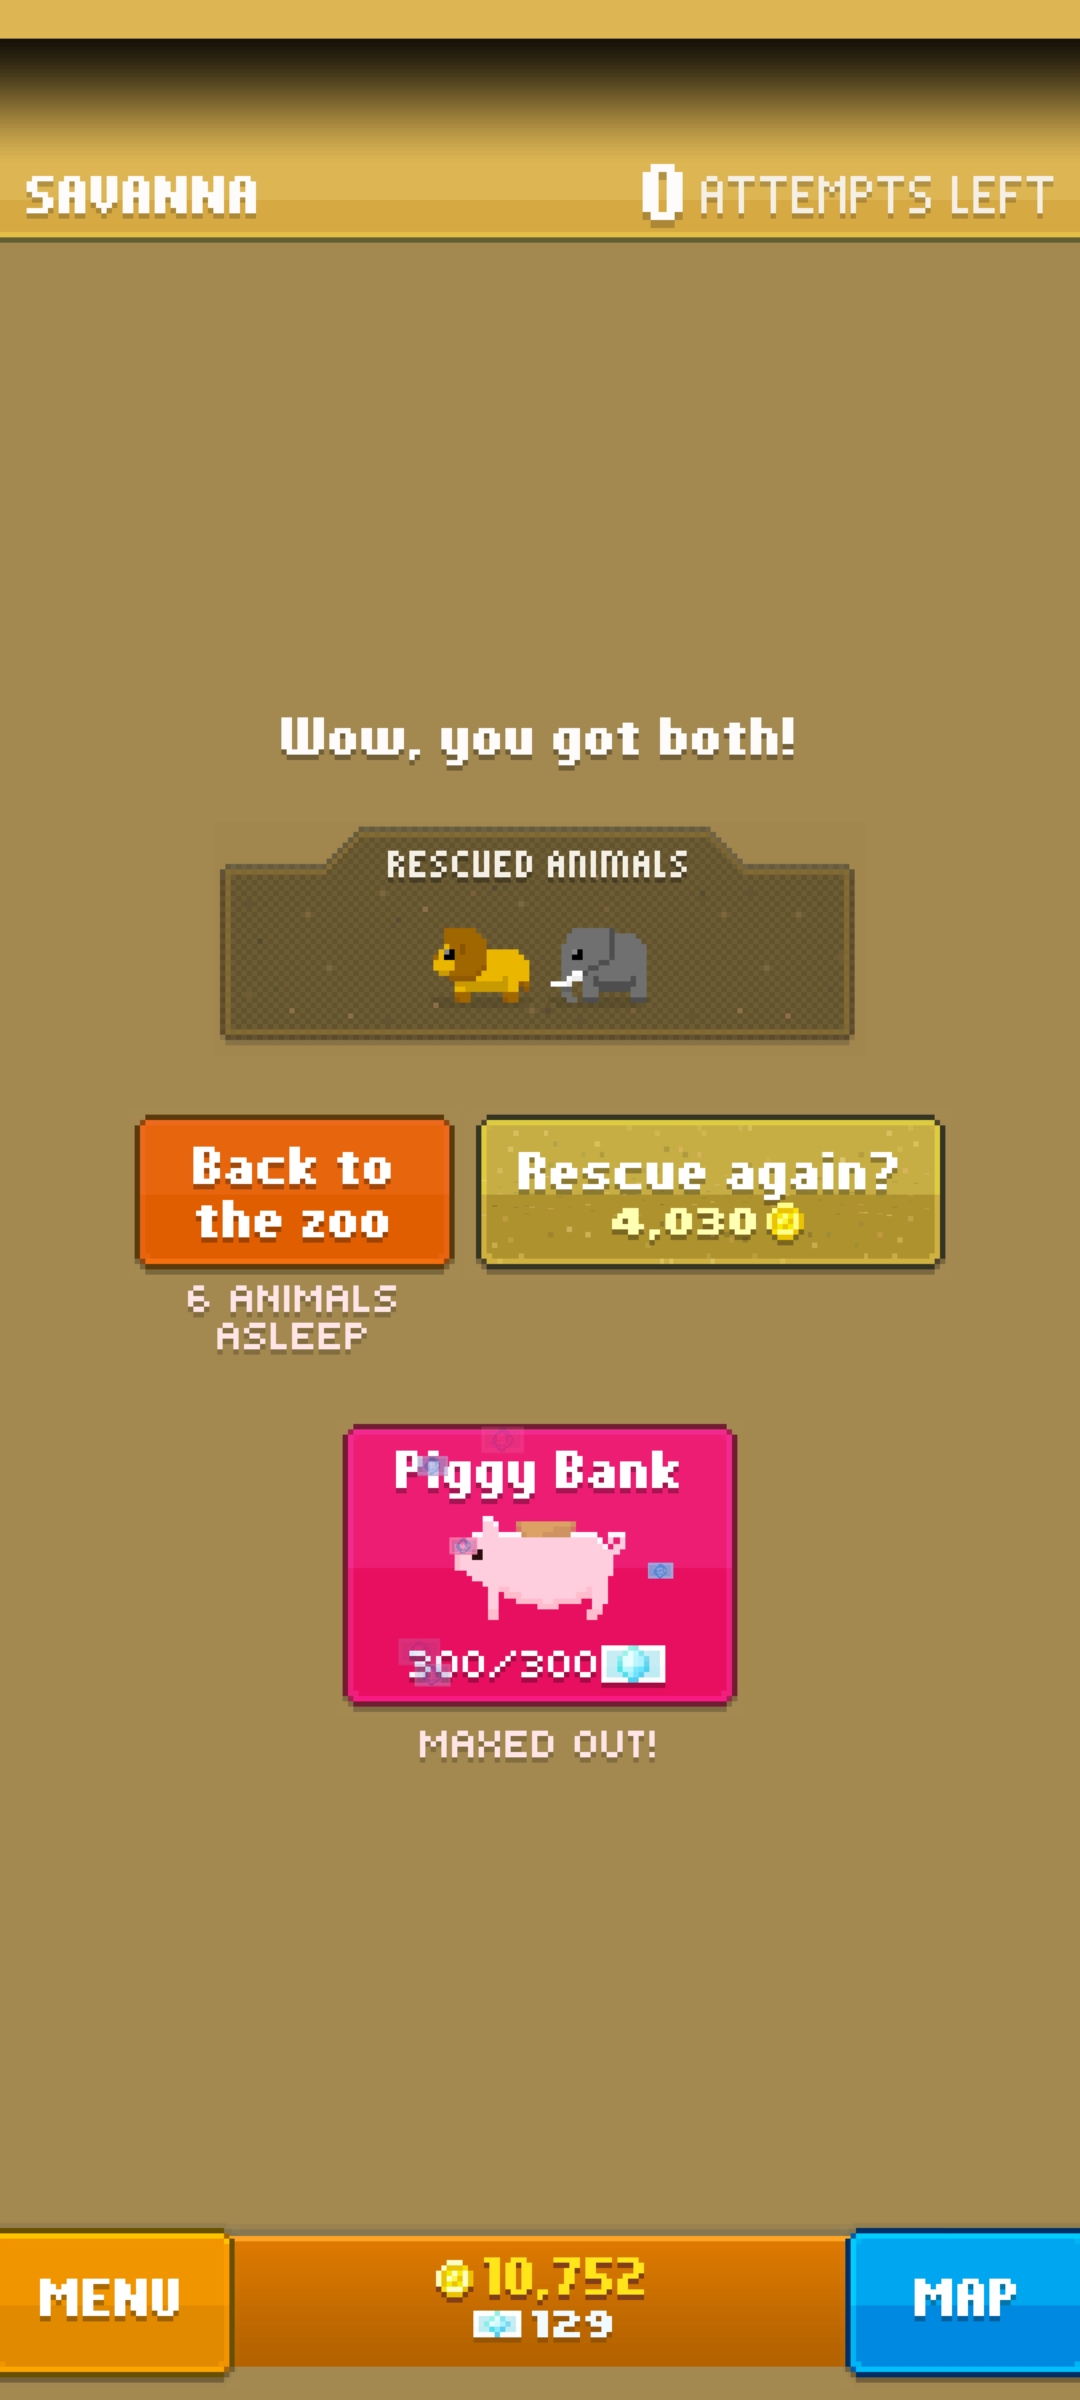 SAVANNA
0 ATTEMPTS LEFT
Wow, you got both!
RESCUED ANIMALS
Back to
the zoo
Rescue again?
4,030
6 ANIMALS
ASLEEP
Piggy Bank
300/300
MAXED OUT!
MENU
10,752
129
MAP